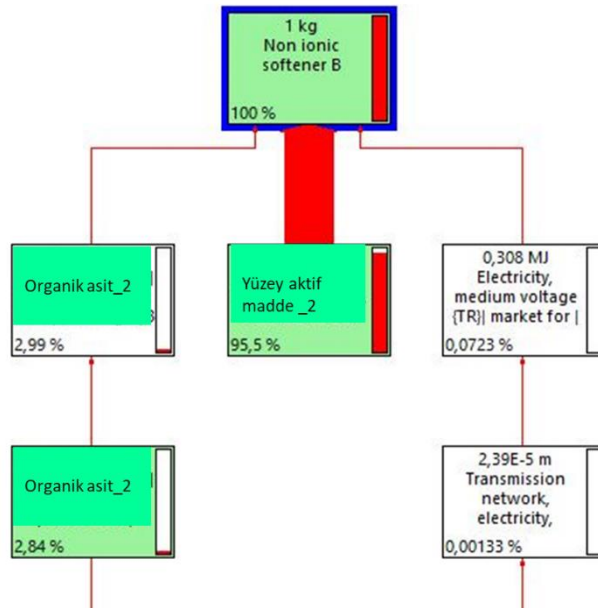 1 kg
Non ionic
softener B
100 %
Organik asit_2
2,99 %
Yüzey aktif
madde _2
95,5 %
0,308 MJ
Electricity,
medium voltage
{TR}| market for |
0,0723 %
Organik asit_2
2,84 %
2,39E-5 m
Transmission
network,
electricity,
0,00133 %